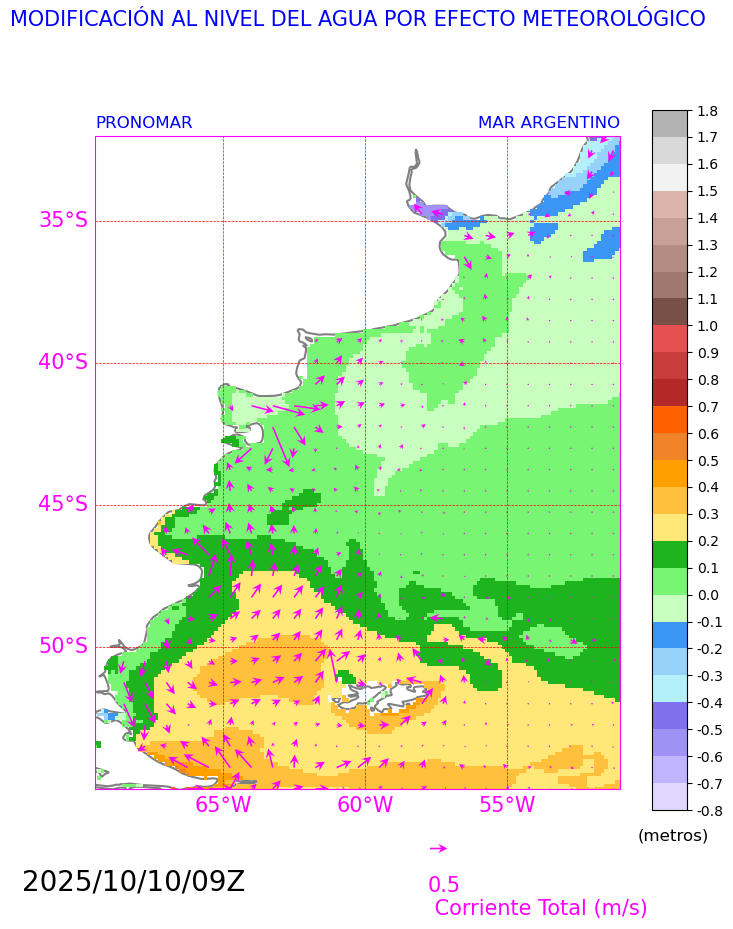 MODIFICACIÓN AL NIVEL DEL AGUA POR EFECTO METEOROLÓGICO
PRONOMAR
MAR ARGENTINO
35°S
40°S
45°S
50°S
65°W
60°W
55°W
1.8
1.7
1.6
1.5
1.4
1.3
1.2
1.1
1.0
0.9
0.8
0.7
0.6
0.5
0.4
0.3
0.2
0.1
0.0
-0.1
-0.2
-0.3
-0.4
-0.5
-0.6
-0.7
-0.8
(metros)
2025/10/10/09Z
0.5
Corriente Total (m/s)